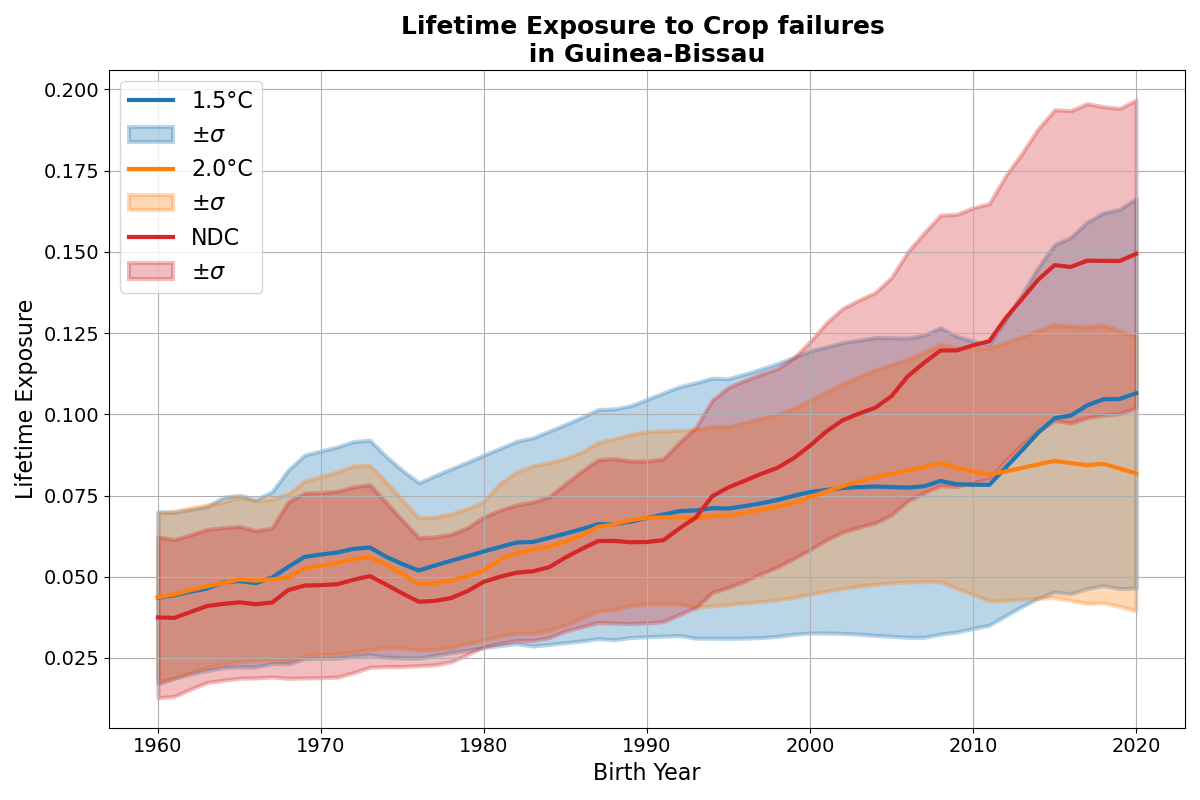 Lifetime Exposure to Crop failures
in Guinea-Bissau
Lifetime Exposure
0.200
0.175
0.150
0.125
0.100
0.075
0.050
0.025
1.5°C
±σ
2.0°C
±σ
NDC
±σ
1960 1970 1980 1990 2000 2010 2020
Birth Year